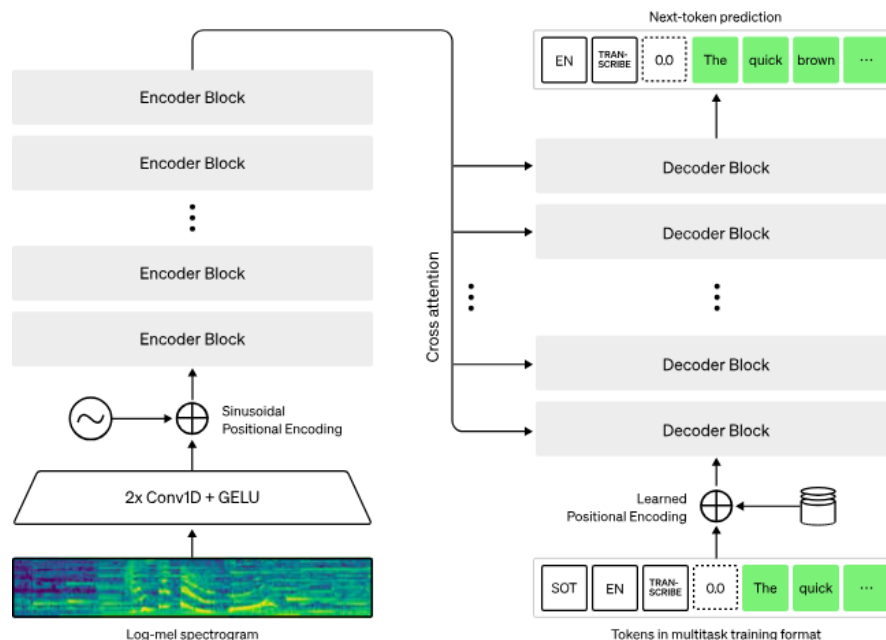 Next-token prediction
EN
TRAN-
SCRIBE
0.0
The
quick
brown
...
Encoder Block
Encoder Block
Encoder Block
Encoder Block
Sinusoidal
Positional Encoding
2x Conv1D + GELU
Log-mel spectrogram
Cross attention
Decoder Block
Decoder Block
Decoder Block
Decoder Block
Learned
Positional Encoding
SOT
EN
TRAN-
SCRIBE
0.0
The
quick
...
Tokens in multitask training format